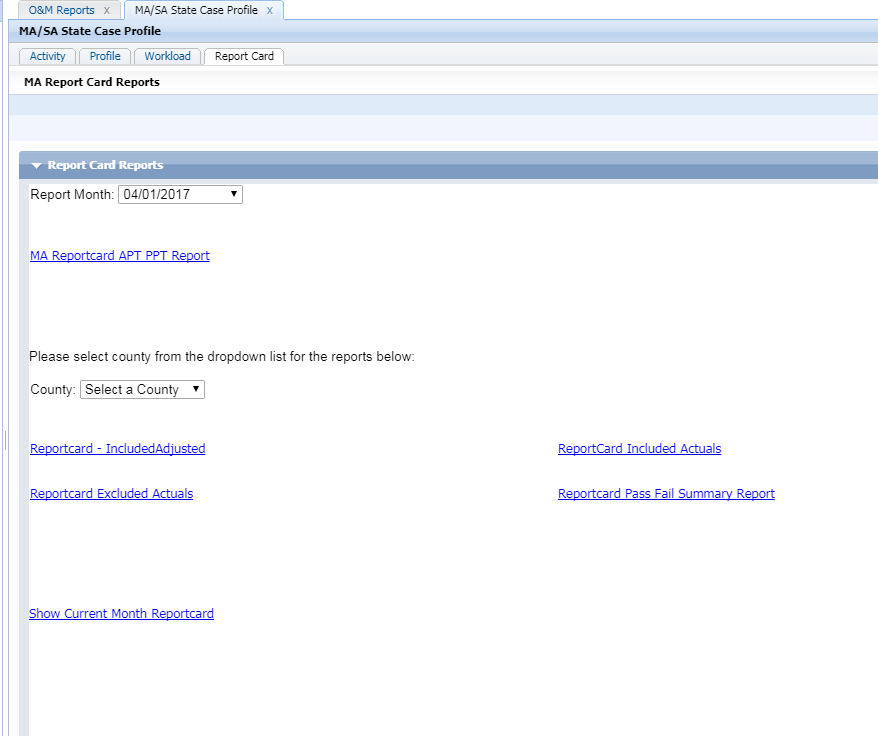 O&M Reports X MA/SA State Case Profile X
MA/SA State Case Profile
Activity Profile Workload Report Card
MA Report Card Reports
Report Card Reports
Report Month: 04/01/2017
MA Reportcard APT PPT Report
Please select county from the dropdown list for the reports below:
County: Select a County
Reportcard - IncludedAdjusted ReportCard Included Actuals
Reportcard Excluded Actuals Reportcard Pass Fail Summary Report
Show Current Month Reportcard